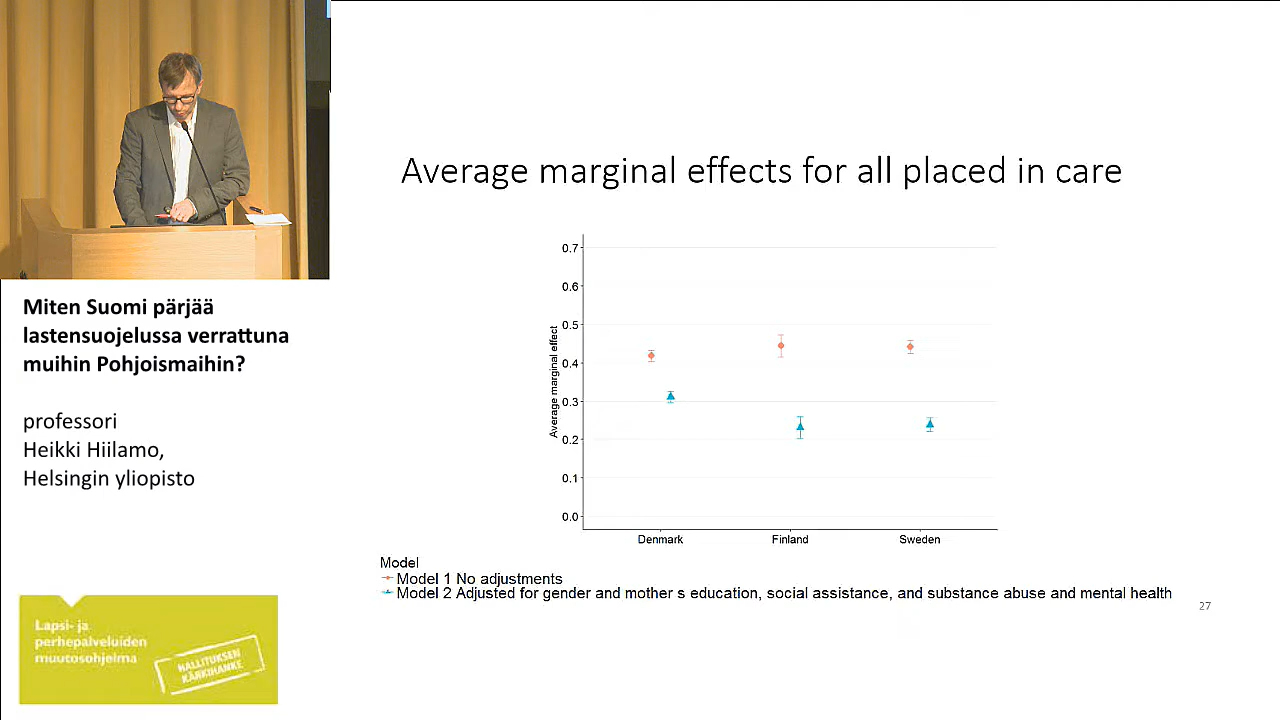 Miten Suomi pärjää
lastensuojelussa verrattuna
muihin Pohjoismaihin?
professori
Heikki Hiilamo,
Helsingin yliopisto
Lapsi- ja
perhepalveluiden
muutosohjelma
HALLITUKSEN
KÄRKIHANKE
Average marginal effects for all placed in care
Average marginal effect
0.7
0.6
0.5
0.4
0.3
0.2
0.1
0.0
Denmark Finland Sweden
Model
Model 1 No adjustments
Model 2 Adjusted for gender and mother s education, social assistance, and substance abuse and mental health
27